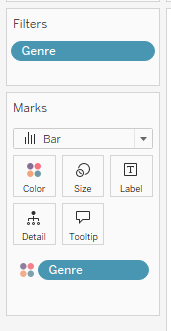 Filters
Genre
Marks
Bar
Color Size Label
Detail Tooltip
Genre